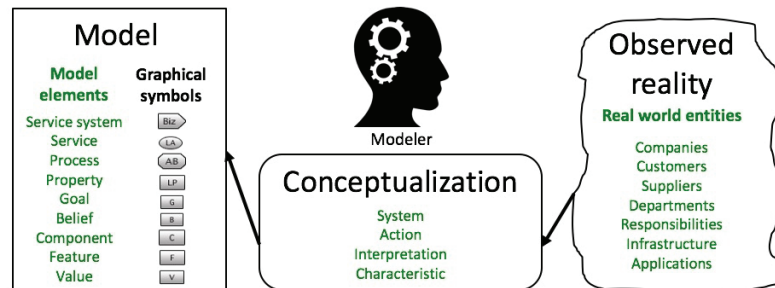 Model
Model Graphical
elements symbols
Service system Biz
Service LA
Process AB
Property LP
Goal G
Belief B
Component C
Feature F
Value V
Modeler
Conceptualization
System
Action
Interpretation
Characteristic
Observed
reality
Real world entities
Companies
Customers
Suppliers
Departments
Responsibilities
Infrastructure
Applications